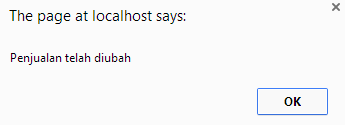 The page at localhost says:
Penjualan telah diubah
OK